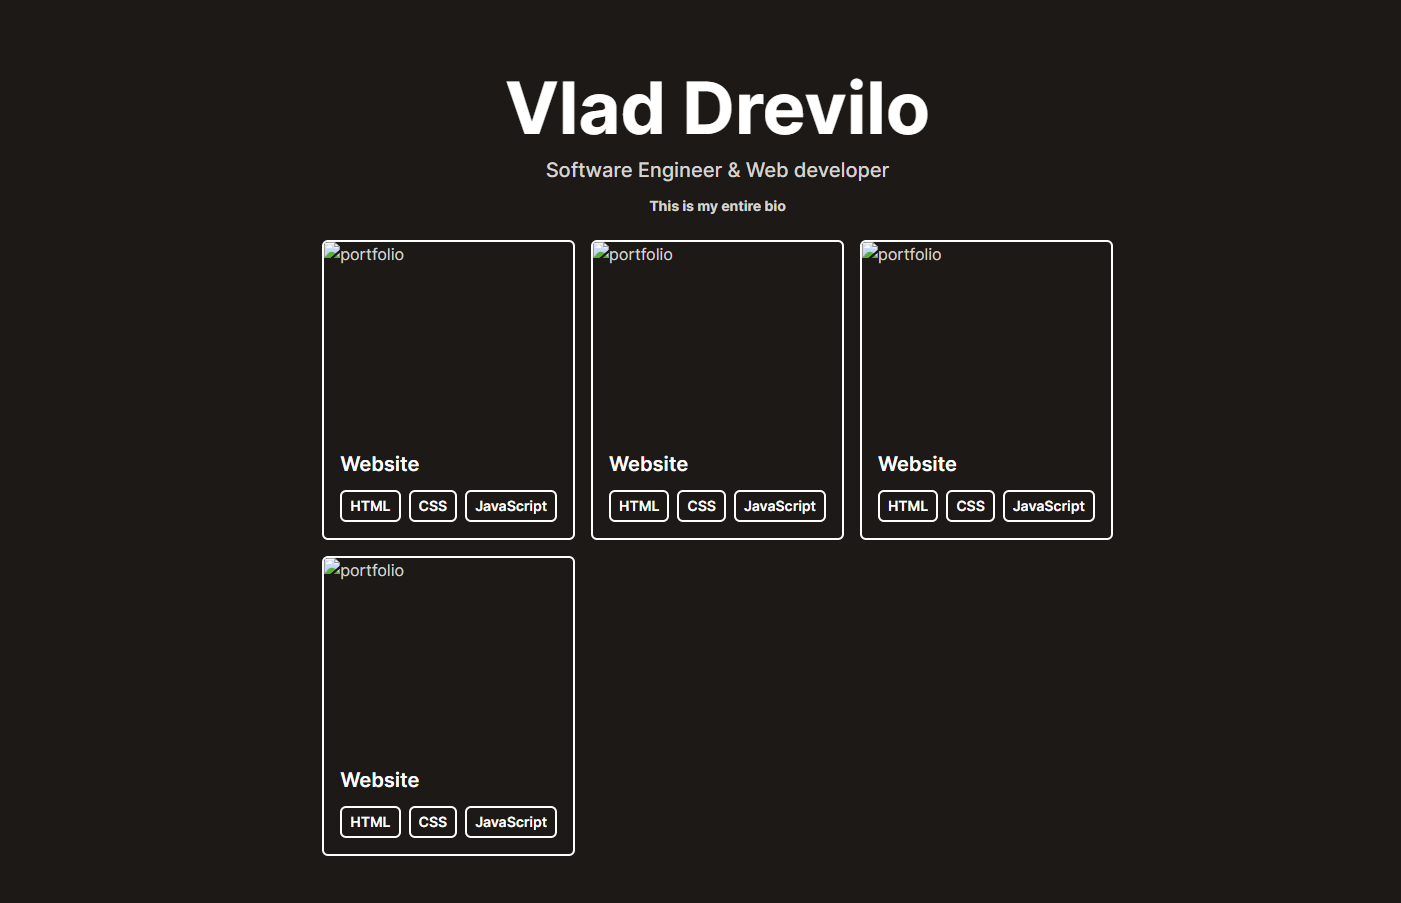 Vlad Drevilo
Software Engineer & Web developer
This is my entire bio
portfolio portfolio portfolio
Website Website Website
HTML CSS JavaScript HTML CSS JavaScript HTML CSS JavaScript
portfolio
Website
HTML CSS JavaScript